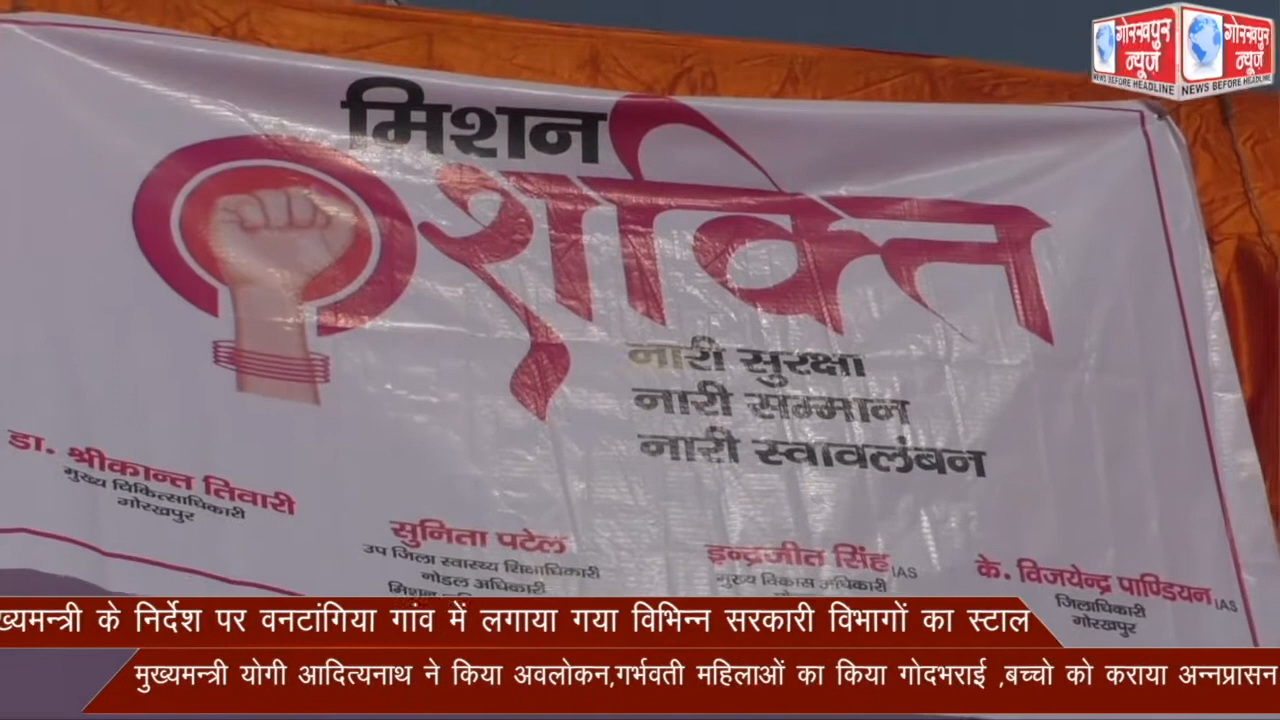 गोरखपुर न्यूज़ NEWS BEFORE HEADLINE
गोरखपुर न्यूज़ NEWS BEFORE HEADLINE
मिशन
शक्ति
नारी सुरक्षा
नारी सम्मान
नारी स्वावलंबन
डा. श्रीकान्त तिवारी
मुख्य चिकित्साधिकारी
गोरखपुर
सुनिता पटेल
उप जिला स्वास्थ्य शिक्षाधिकारी
नोडल अधिकारी
इन्द्रजीत सिंह IAS
मुख्य विकास अधिकारी
के. विजयेन्द्र पाण्डियन IAS
जिलाधिकारी
गोरखपुर
ख्यमन्त्री के निर्देश पर वनटांगिया गांव में लगाया गया विभिन्न सरकारी विभागों का स्टाल
मुख्यमन्त्री योगी आदित्यनाथ ने किया अवलोकन,गर्भवती महिलाओं का किया गोदभराई ,बच्चो को कराया अन्नप्रासन